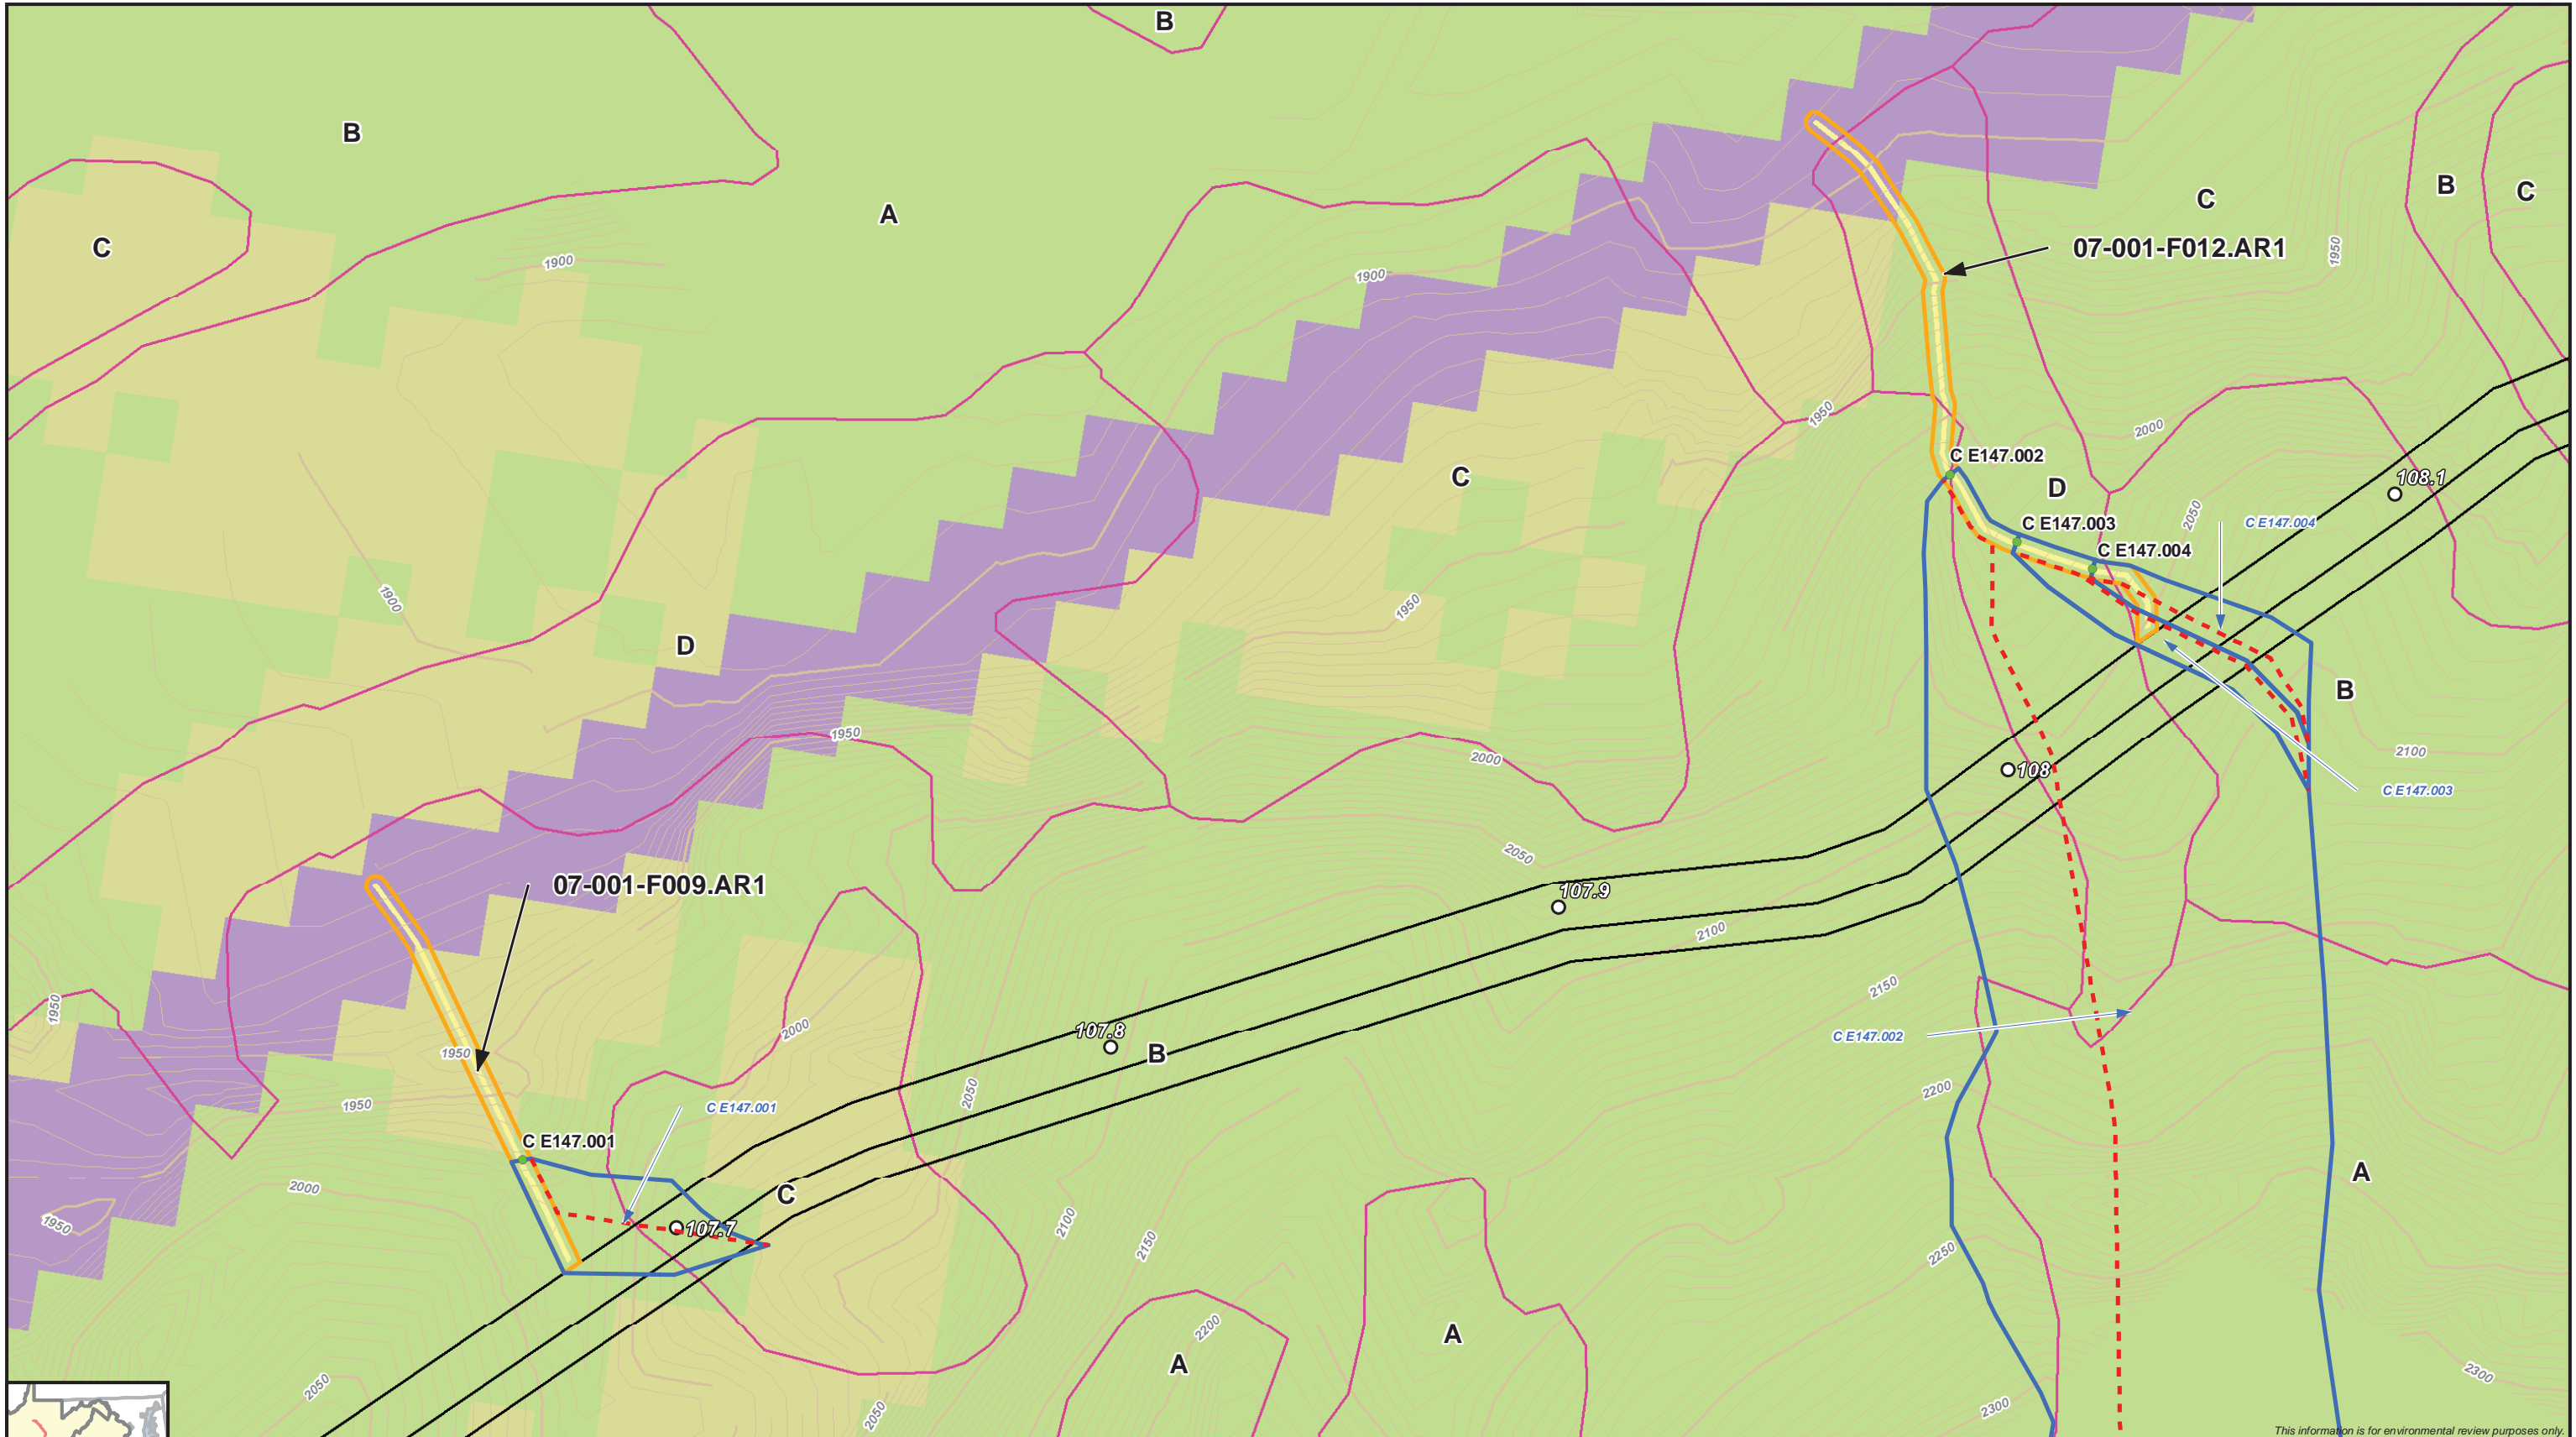 B
B
C
A
C
B
C
07-001-F012.AR1
1950
1900
1900
1950
2000
C E147.002
C
108.1
D
C E147.003
2050
C E147.004
C E147.004
1900
1950
D
B
1950
2000
2100
108
C E147.003
2050
07-001-F009.AR1
107.9
2100
2150
1950
2000
107.8
C E147.002
1950
B
2050
2200
1950
C E147.001
C E147.001
2000
C
A
1950
107.7
2100
2150
2250
2200
A
A
2050
2300
2050
2300
This information is for environmental review purposes only.